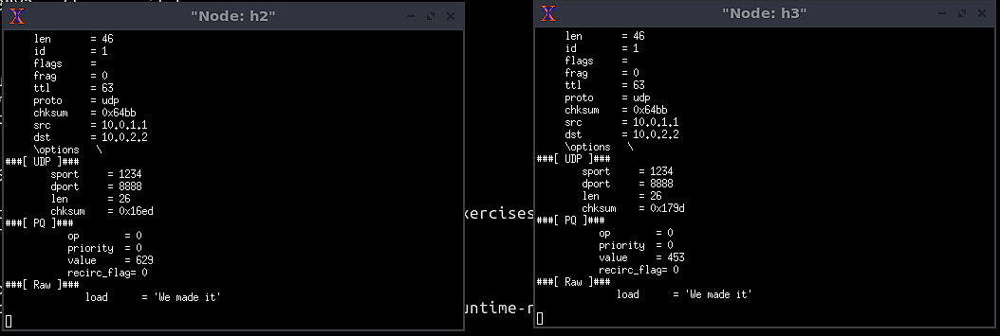 "Node: h2"
len = 46
id = 1
flags =
frag = 0
ttl = 63
proto = udp
chksum = 0x64bb
src = 10.0.1.1
dst = 10.0.2.2
\options \
###[ UDP ]###
sport = 1234
dport = 8888
len = 26
chksum = 0x16ed
###[ PQ ]###
op = 0
priority = 0
value = 629
recirc_flag= 0
###[ Raw ]###
load = 'We made it'
xercises
untime-r
"Node: h3"
len = 46
id = 1
flags =
frag = 0
ttl = 63
proto = udp
chksum = 0x64bb
src = 10.0.1.1
dst = 10.0.2.2
\options \
###[ UDP ]###
sport = 1234
dport = 8888
len = 26
chksum = 0x179d
###[ PQ ]###
op = 0
priority = 0
value = 453
recirc_flag= 0
###[ Raw ]###
load = 'We made it'